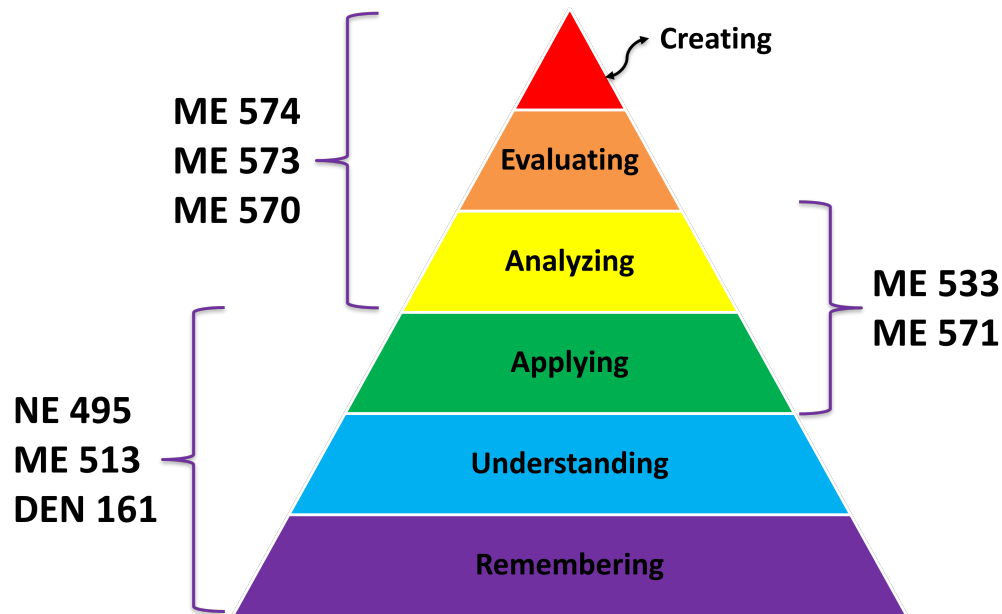 Creating
ME 574
ME 573
ME 570
Evaluating
Analyzing
ME 533
ME 571
Applying
NE 495
ME 513
DEN 161
Understanding
Remembering